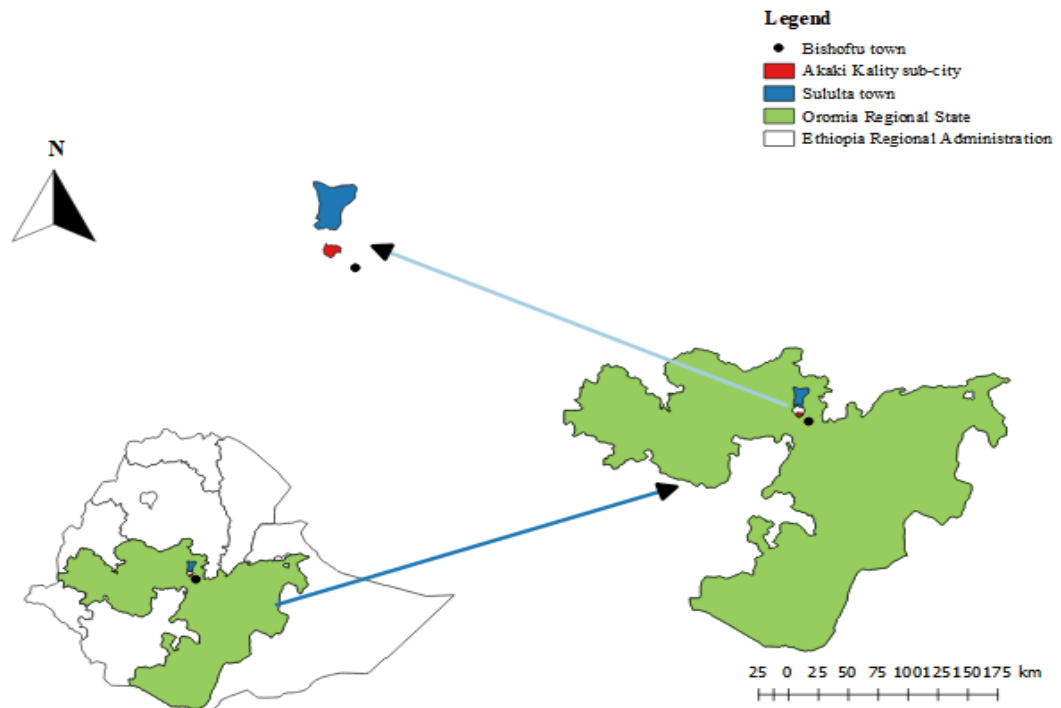 Legend
Bishoftu town
Akaki Kality sub-city
Sululta town
Oromia Regional State
Ethiopia Regional Administration
N
25 0 25 50 75 100125150175 km